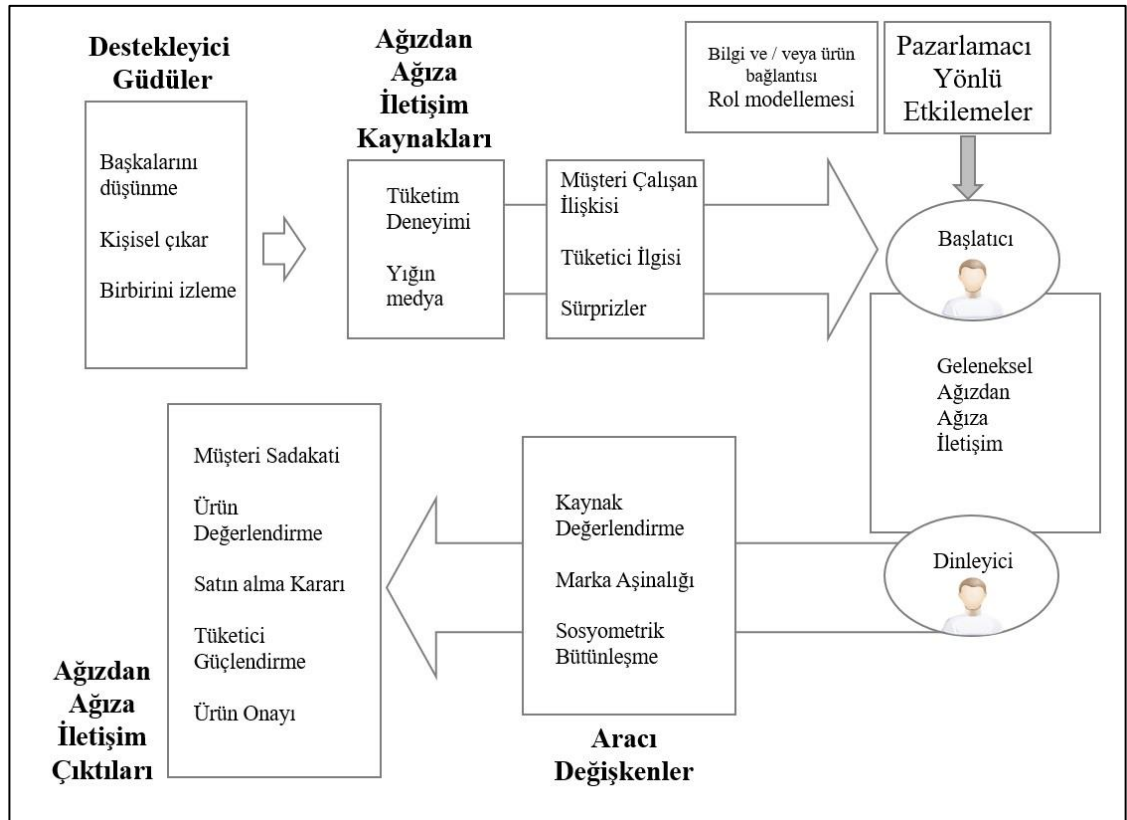 Destekleyici
Güdüler
Başkalarını
düşünme
Kişisel çıkar
Birbirini izleme
Ağızdan
Ağıza
İletişim
Kaynakları
Tüketim
Deneyimi
Yığın
medya
Müşteri Çalışan
İlişkisi
Tüketici İlgisi
Sürprizler
Bilgi ve / veya ürün
bağlantısı
Rol modellemesi
Pazarlamacı
Yönlü
Etkilemeler
Başlatıcı
Geleneksel
Ağızdan
Ağıza
İletişim
Dinleyici
Kaynak
Değerlendirme
Marka Aşinalığı
Sosyometrik
Bütünleşme
Aracı
Değişkenler
Müşteri Sadakati
Ürün
Değerlendirme
Satın alma Kararı
Tüketici
Güçlendirme
Ürün Onayı
Ağızdan
Ağıza
İletişim
Çıktıları